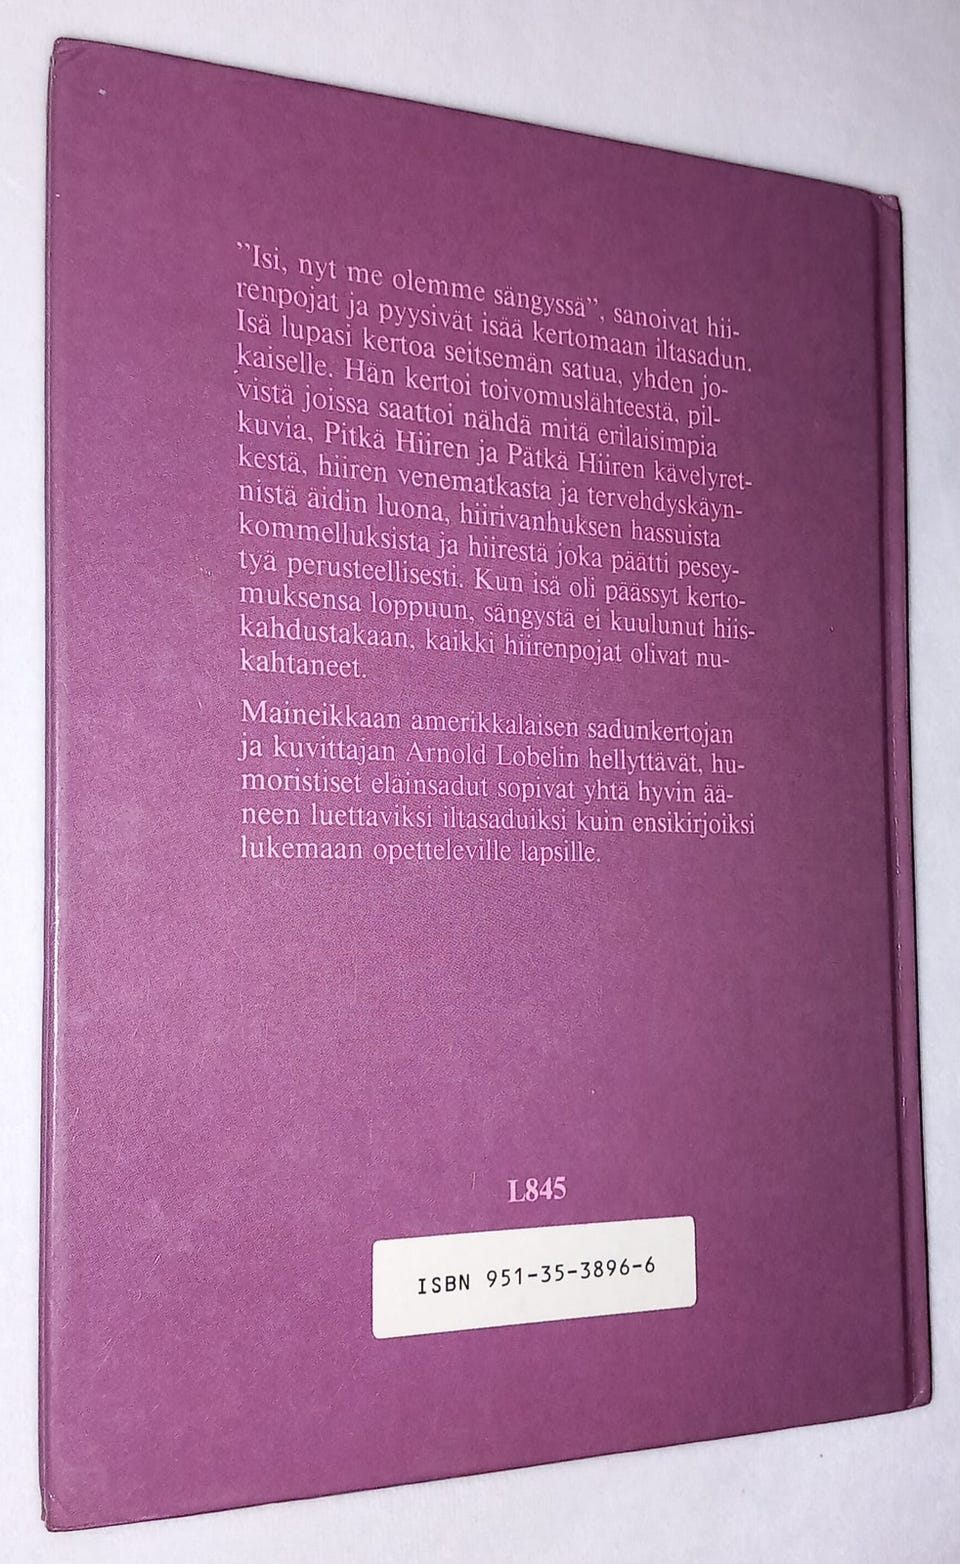 ”Isi, nyt me olemme sängyssä”, sanoivat hii-
renpojat ja pyysivät isää kertomaan iltasadun.
Isä lupasi kertoa seitsemän satua, yhden jo-
kaiselle. Hän kertoi toivomuslähteestä, pil-
vistä joissa saattoi nähdä mitä erilaisimpia
kuvia, Pitkä Hiiren ja Pätkä Hiiren kävelyret-
kestä, hiiren venematkasta ja tervehdyskäyn-
nistä äidin luona, hiirivanhuksen hassuista
kommelluksista ja hiirestä joka päätti pesey-
tyä perusteellisesti. Kun isä oli päässyt kerto-
muksensa loppuun, sängystä ei kuulunut hiis-
kahdustakaan, kaikki hiirenpojat olivat nu-
kahtaneet.
Maineikkaan amerikkalaisen sadunkertojan
ja kuvittajan Arnold Lobelin hellyttävät, hu-
moristiset eläinsadut sopivat yhtä hyvin ää-
neen luettaviksi iltasaduiksi kuin ensikirjoiksi
lukemaan opetteleville lapsille.
L845
ISBN 951-35-3896-6